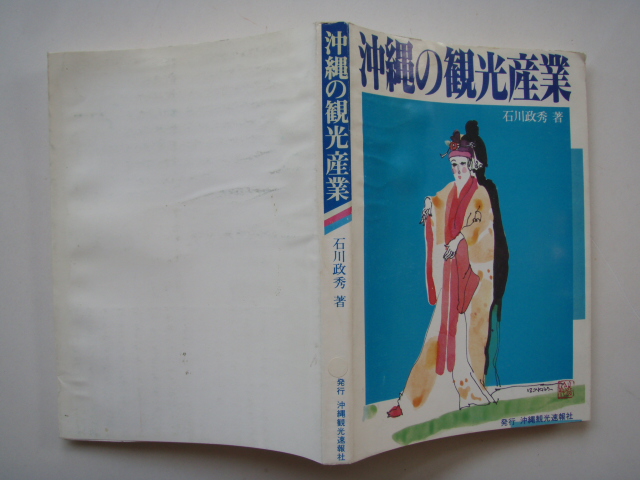 沖縄の観光産業
石川政秀 著
発行 沖縄観光速報社
沖縄の観光産業
石川政秀 著
発行 沖縄観光速報社